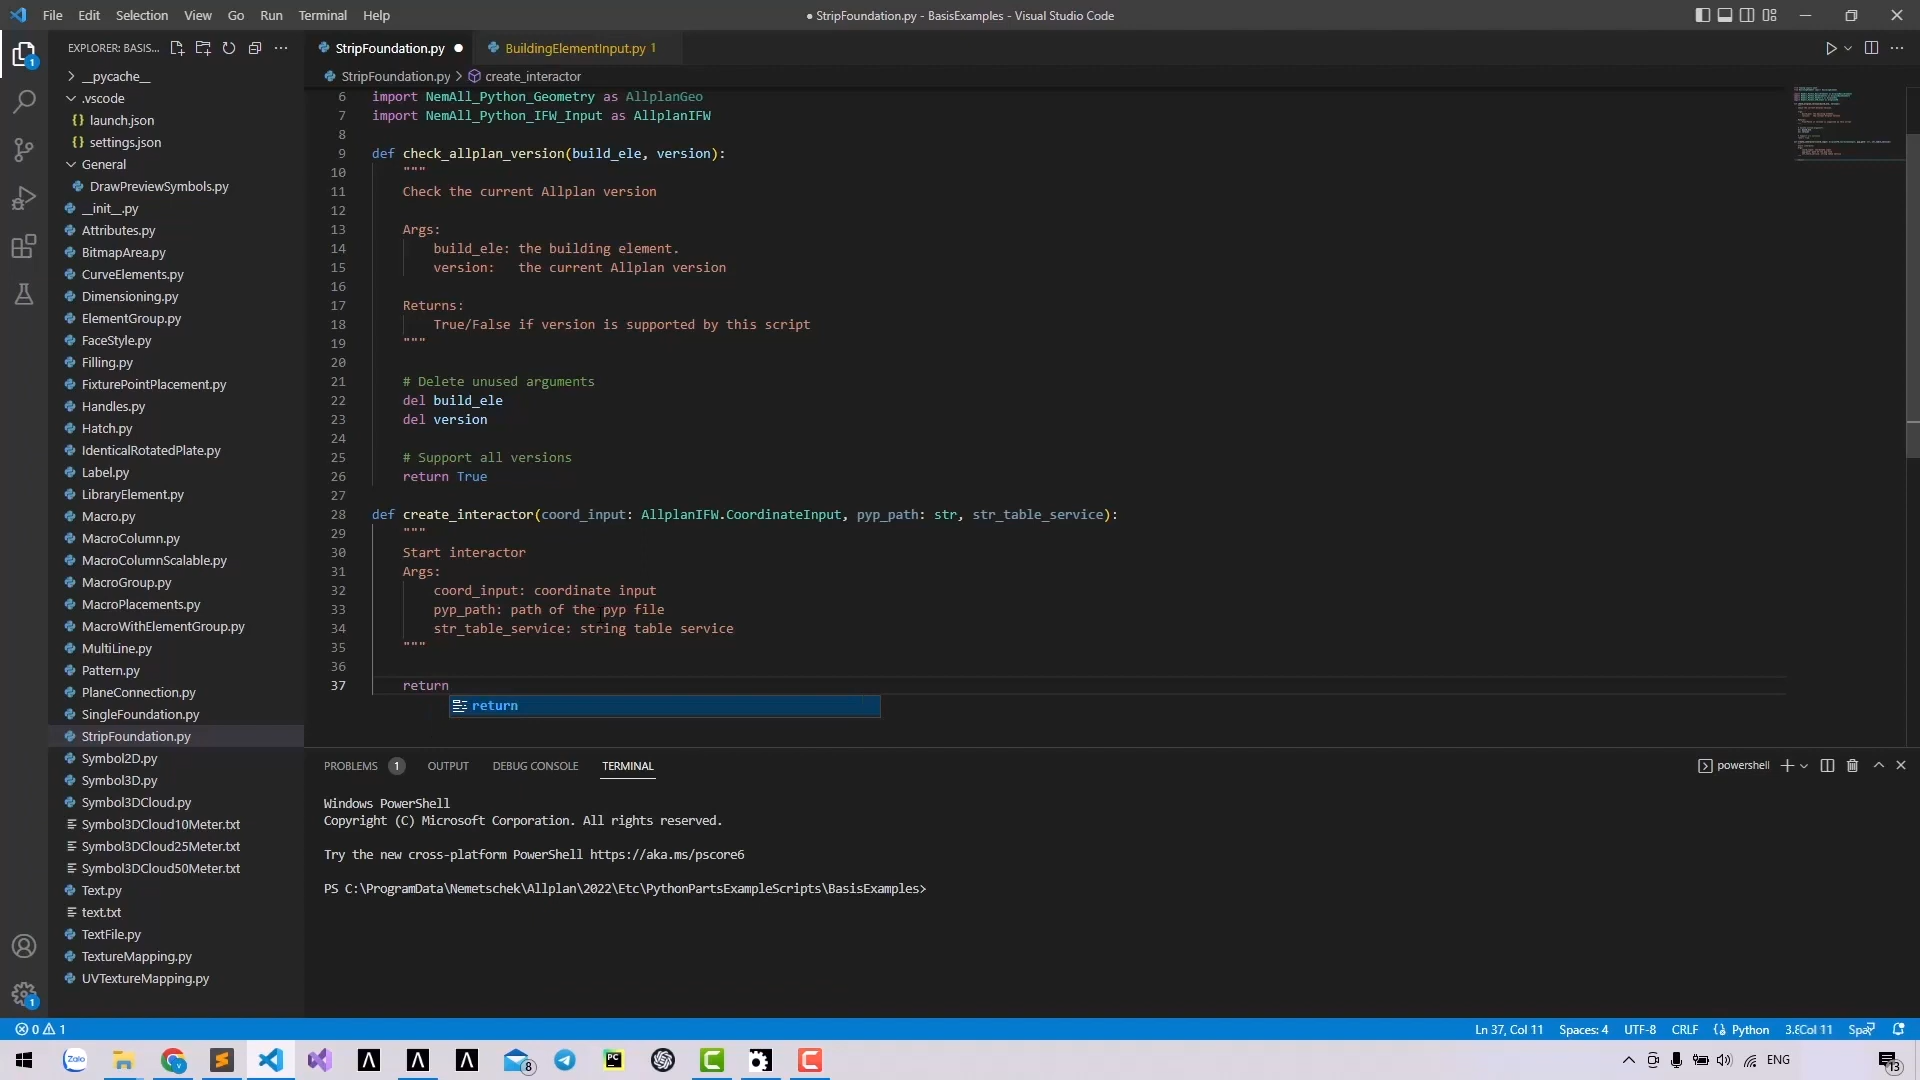 File Edit Selection View Go Run Terminal Help
● StripFoundation.py - BasisExamples - Visual Studio Code
EXPLORER: BASIS...
__pycache__
.vscode
launch.json
settings.json
General
DrawPreviewSymbols.py
__init__.py
Attributes.py
BitmapArea.py
CurveElements.py
Dimensioning.py
ElementGroup.py
FaceStyle.py
Filling.py
FixturePointPlacement.py
Handles.py
Hatch.py
IdenticalRotatedPlate.py
Label.py
LibraryElement.py
Macro.py
MacroColumn.py
MacroColumnScalable.py
MacroGroup.py
MacroPlacements.py
MacroWithElementGroup.py
MultiLine.py
Pattern.py
PlaneConnection.py
SingleFoundation.py
StripFoundation.py
Symbol2D.py
Symbol3D.py
Symbol3DCloud.py
Symbol3DCloud10Meter.txt
Symbol3DCloud25Meter.txt
Symbol3DCloud50Meter.txt
Text.py
text.txt
TextFile.py
TextureMapping.py
UVTextureMapping.py
StripFoundation.py ● BuildingElementInput.py 1
StripFoundation.py > create_interactor
6 import NemAll_Python_Geometry as AllplanGeo
7 import NemAll_Python_IFW_Input as AllplanIFW
8
9 def check_allplan_version(build_ele, version):
10 """
11 Check the current Allplan version
12
13 Args:
14 build_ele: the building element.
15 version: the current Allplan version
16
17 Returns:
18 True/False if version is supported by this script
19 """
20
21 # Delete unused arguments
22 del build_ele
23 del version
24
25 # Support all versions
26 return True
27
28 def create_interactor(coord_input: AllplanIFW.CoordinateInput, pyp_path: str, str_table_service):
29 """
30 Start interactor
31 Args:
32 coord_input: coordinate input
33 pyp_path: path of the pyp file
34 str_table_service: string table service
35 """
36
37 return
return
PROBLEMS 1 OUTPUT DEBUG CONSOLE TERMINAL
powershell
Windows PowerShell
Copyright (C) Microsoft Corporation. All rights reserved.
Try the new cross-platform PowerShell https://aka.ms/pscore6
PS C:\ProgramData\Nemetschek\Allplan\2022\Etc\PythonPartsExampleScripts\BasisExamples>
0 1
Ln 37, Col 11 Spaces: 4 UTF-8 CRLF Python
Zalo
PC
8
ENG
13